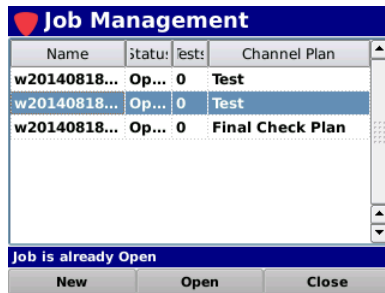 Job Management
Name Status Tests Channel Plan
w20140818... Op... 0 Test
w20140818... Op... 0 Test
w20140818... Op... 0 Final Check Plan
Job is already Open
New Open Close